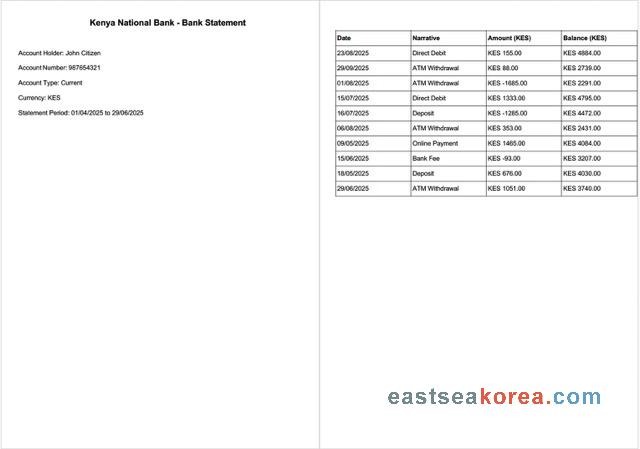 Kenya National Bank - Bank Statement
Account Holder: John Citizen
Account Number: 987654321
Account Type: Current
Currency: KES
Statement Period: 01/04/2025 to 29/06/2025
Date Narrative Amount (KES) Balance (KES)
23/08/2025 Direct Debit KES 155.00 KES 4884.00
29/09/2025 ATM Withdrawal KES 88.00 KES 2739.00
01/08/2025 ATM Withdrawal KES -1685.00 KES 2291.00
15/07/2025 Direct Debit KES 1333.00 KES 4795.00
16/07/2025 Deposit KES -1285.00 KES 4472.00
06/08/2025 ATM Withdrawal KES 353.00 KES 2431.00
09/05/2025 Online Payment KES 1465.00 KES 4084.00
15/06/2025 Bank Fee KES -93.00 KES 3207.00
18/05/2025 Deposit KES 676.00 KES 4030.00
29/06/2025 ATM Withdrawal KES 1051.00 KES 3740.00
eastseakorea.com